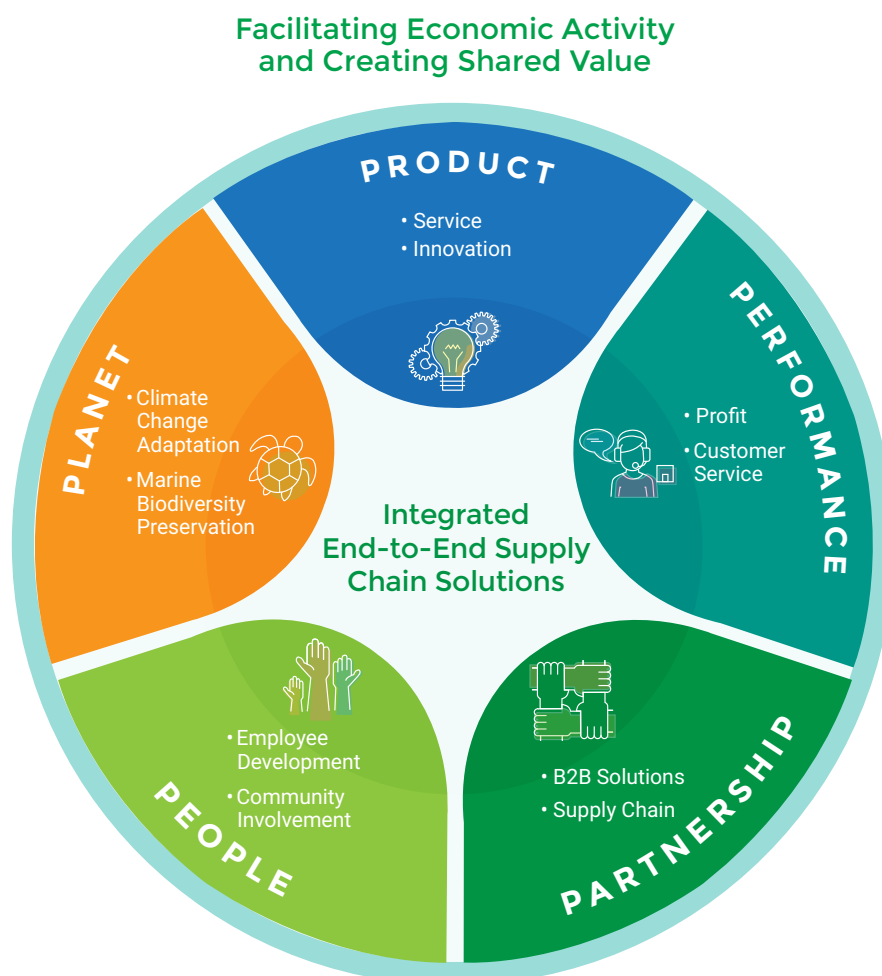 Facilitating Economic Activity
and Creating Shared Value
PRODUCT
• Service
• Innovation
PERFORMANCE
• Profit
• Customer
Service
PARTNERSHIP
• B2B Solutions
• Supply Chain
PEOPLE
• Employee
Development
• Community
Involvement
PLANET
• Climate
Change
Adaptation
• Marine
Biodiversity
Preservation
Integrated
End-to-End Supply
Chain Solutions